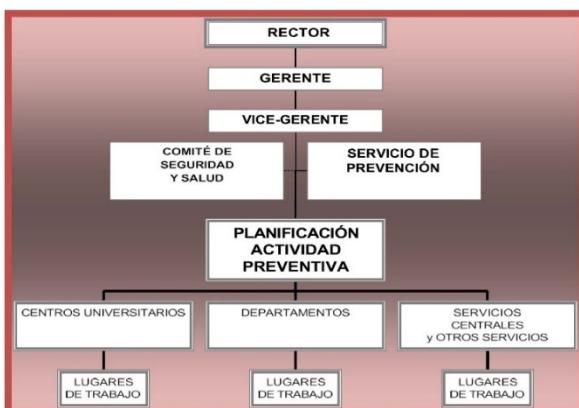 RECTOR
GERENTE
VICE-GERENTE
COMITÉ DE
SEGURIDAD
Y SALUD
SERVICIO DE
PREVENCIÓN
PLANIFICACIÓN
ACTIVIDAD
PREVENTIVA
CENTROS UNIVERSITARIOS
DEPARTAMENTOS
SERVICIOS
CENTRALES
y OTROS SERVICIOS
LUGARES
DE TRABAJO
LUGARES
DE TRABAJO
LUGARES
DE TRABAJO